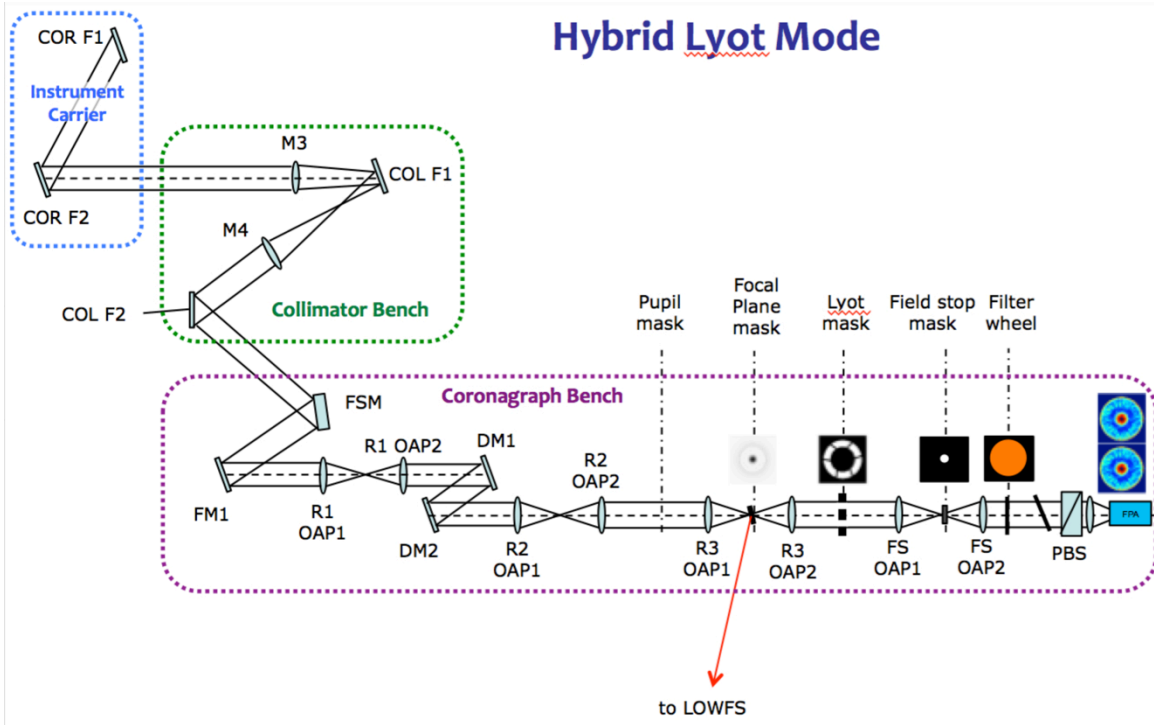 Hybrid Lyot Mode
COR F1
Instrument
Carrier
COR F2
M3
COL F1
M4
COL F2
Collimator Bench
Pupil
mask
Focal
Plane
mask
Lyot
mask
Field stop
mask
Filter
wheel
Coronagraph Bench
FSM
R1 OAP2
DM1
R2
OAP2
FM1
R1
OAP1
DM2
R2
OAP1
R3
OAP1
R3
OAP2
FS
OAP1
FS
OAP2
PBS
FPA
to LOWFS